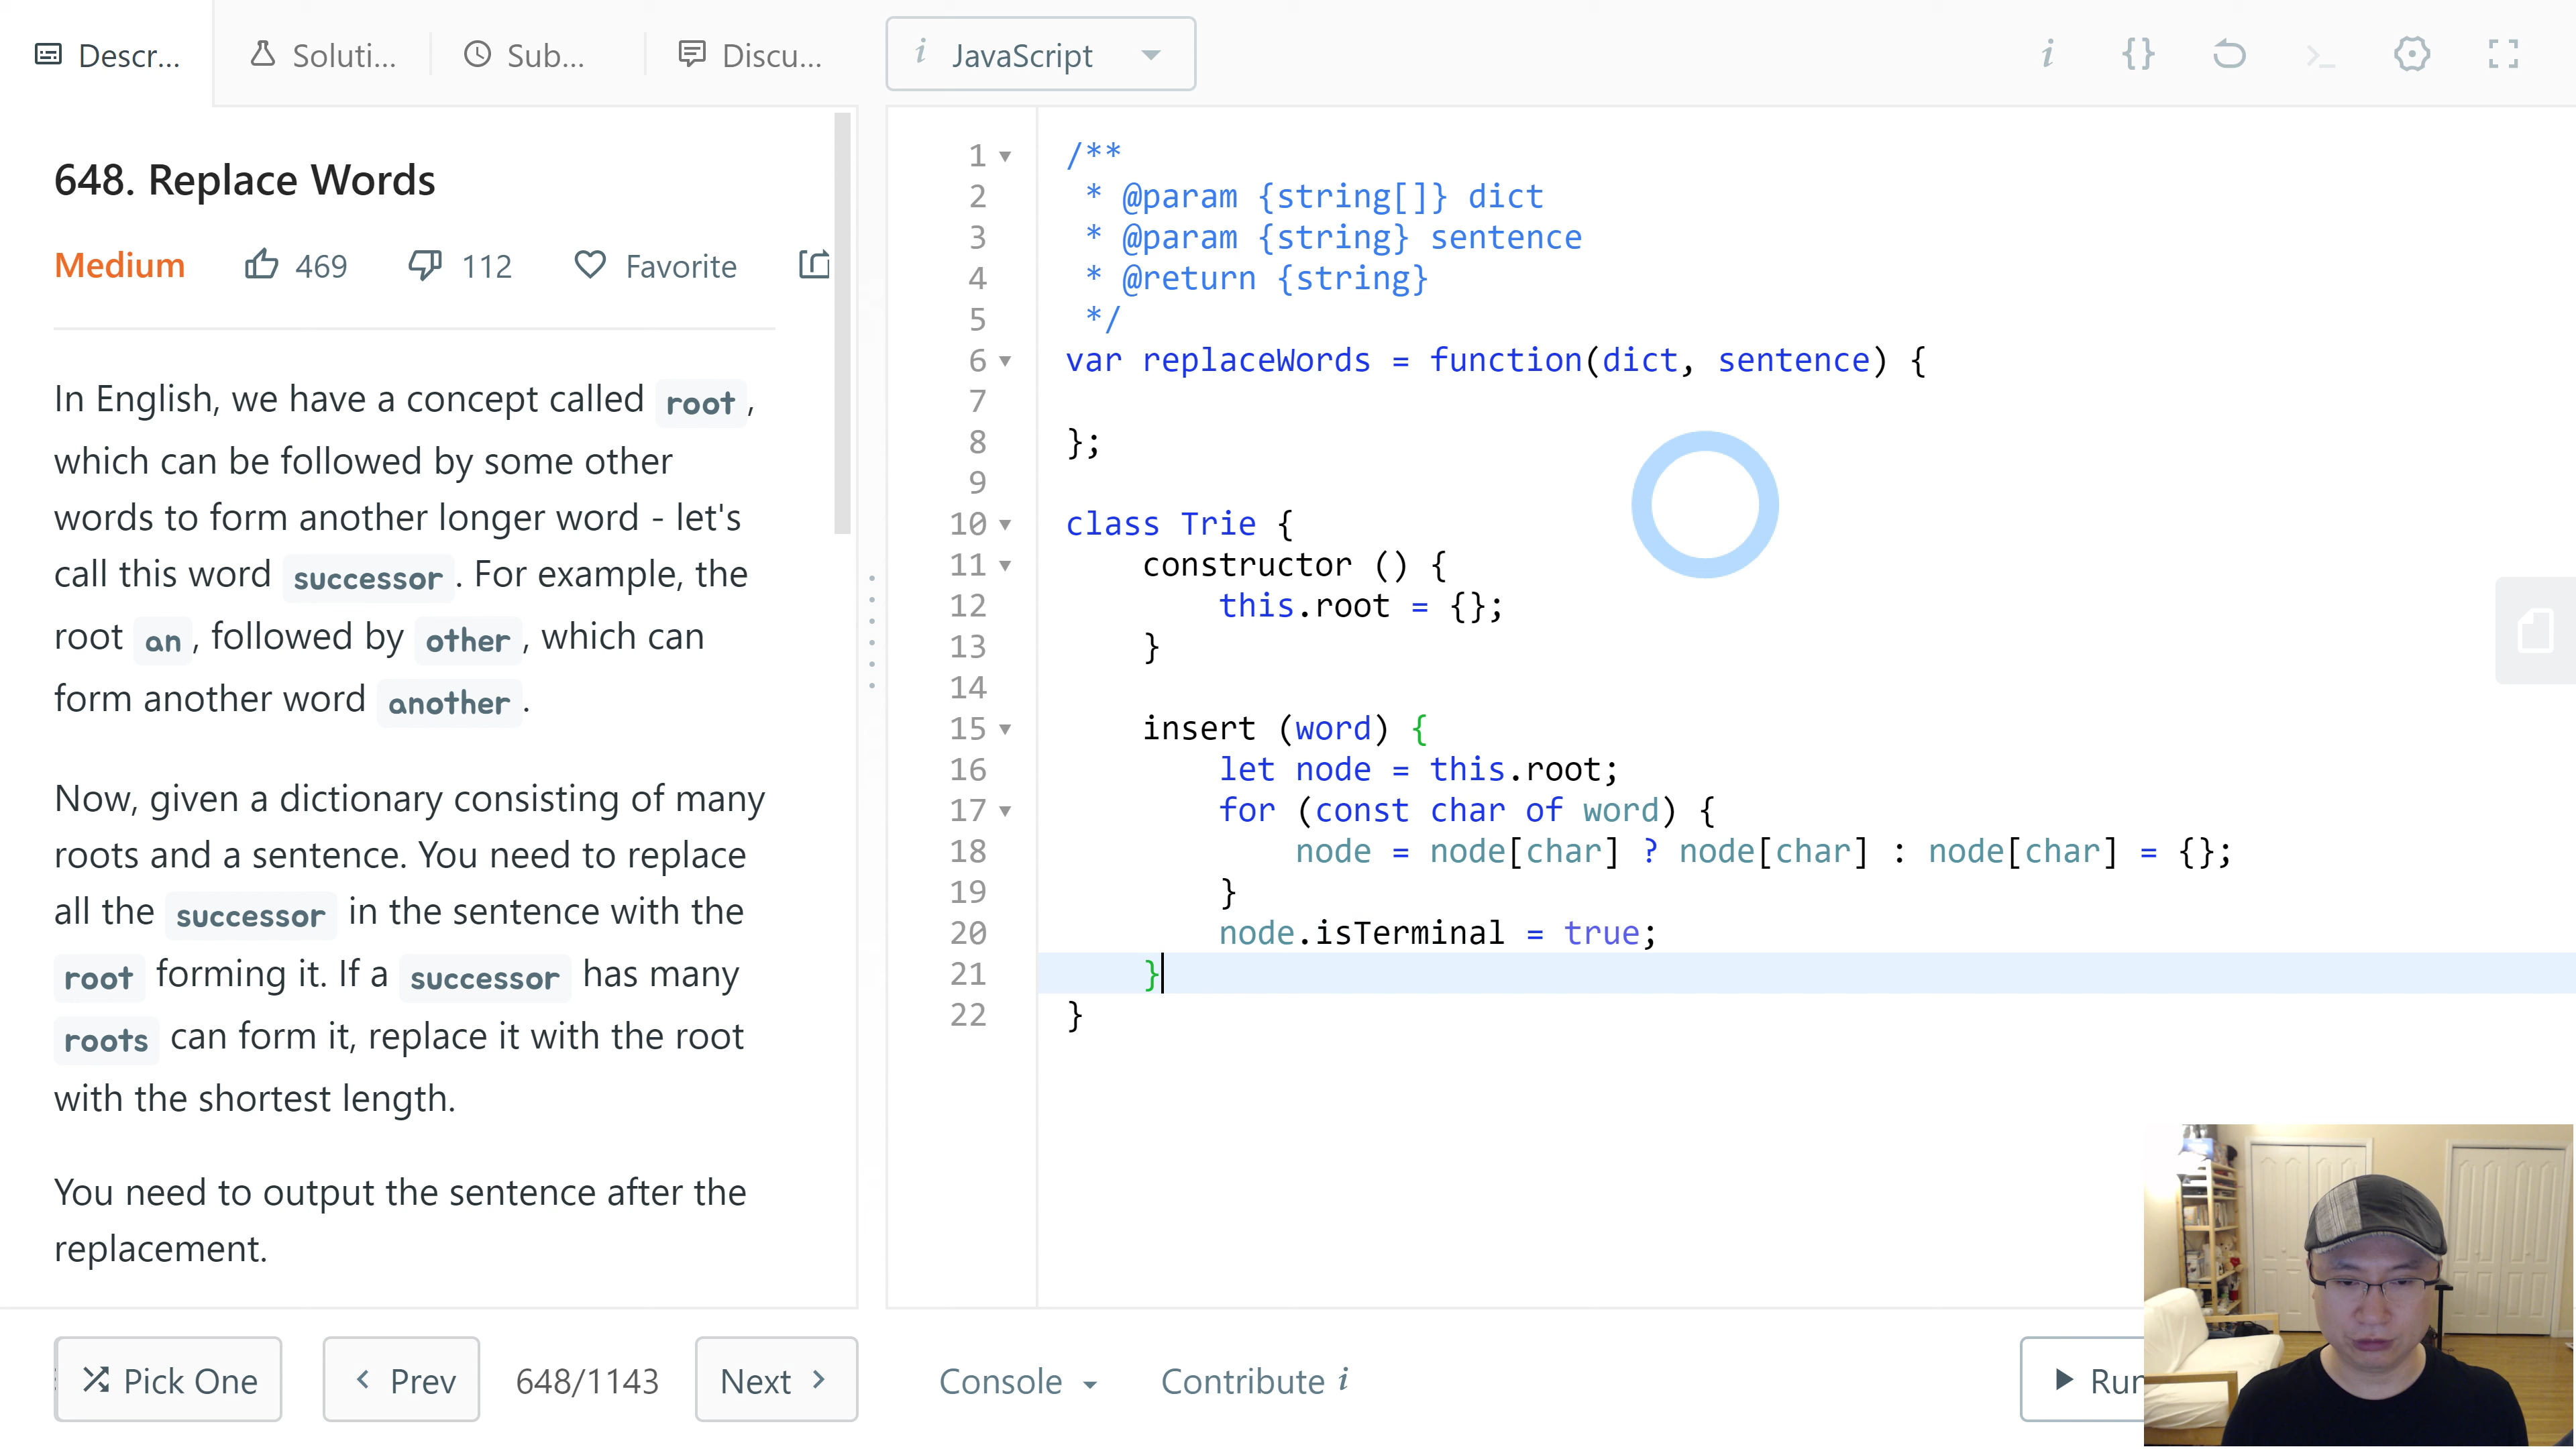 Descr...
Soluti...
Sub...
Discu...
i JavaScript
i {} >_
648. Replace Words
Medium 469 112 Favorite
In English, we have a concept called root,
which can be followed by some other
words to form another longer word - let's
call this word successor. For example, the
root an, followed by other, which can
form another word another.
Now, given a dictionary consisting of many
roots and a sentence. You need to replace
all the successor in the sentence with the
root forming it. If a successor has many
roots can form it, replace it with the root
with the shortest length.
You need to output the sentence after the
replacement.
Pick One
Prev
648/1143
Next
1 /**
2 * @param {string[]} dict
3 * @param {string} sentence
4 * @return {string}
5 */
6 var replaceWords = function(dict, sentence) {
7
8 };
9
10 class Trie {
11 constructor () {
12 this.root = {};
13 }
14
15 insert (word) {
16 let node = this.root;
17 for (const char of word) {
18 node = node[char] ? node[char] : node[char] = {};
19 }
20 node.isTerminal = true;
21 }
22 }
Console
Contribute i
Run